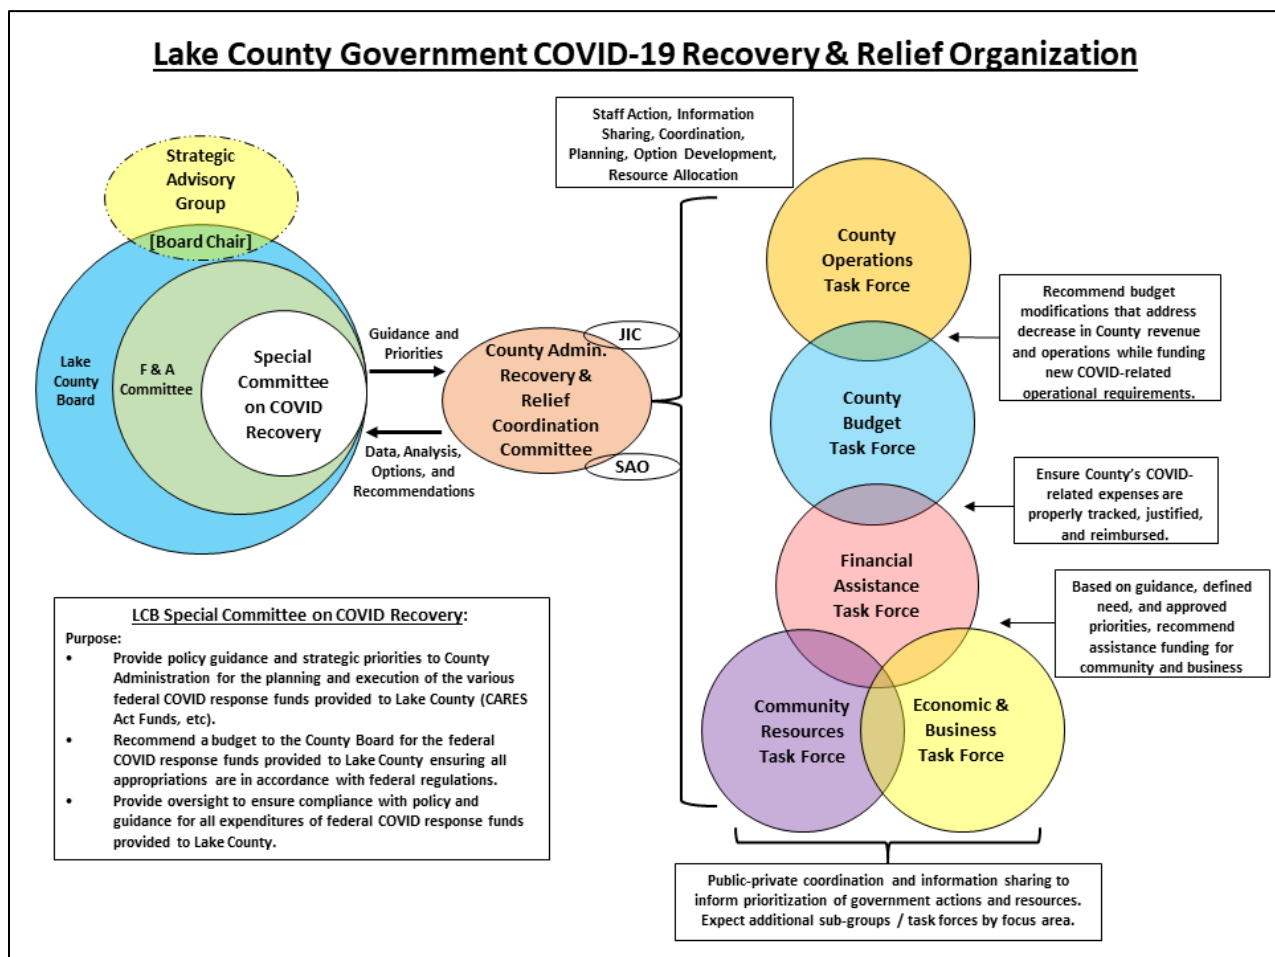 Lake County Government COVID-19 Recovery & Relief Organization
Staff Action, Information
Sharing, Coordination,
Planning, Option Development,
Resource Allocation
Strategic
Advisory
Group
[Board Chair]
Lake
County
Board
F & A
Committee
Special
Committee
on COVID
Recovery
Guidance and
Priorities
Data, Analysis,
Options, and
Recommendations
JIC
County Admin.
Recovery &
Relief
Coordination
Committee
SAO
County
Operations
Task Force
County
Budget
Task Force
Financial
Assistance
Task Force
Community
Resources
Task Force
Economic &
Business
Task Force
Recommend budget
modifications that address
decrease in County revenue
and operations while funding
new COVID-related
operational requirements.
Ensure County's COVID-
related expenses are
properly tracked, justified,
and reimbursed.
Based on guidance, defined
need, and approved
priorities, recommend
assistance funding for
community and business
LCB Special Committee on COVID Recovery:
Purpose:
• Provide policy guidance and strategic priorities to County
Administration for the planning and execution of the various
federal COVID response funds provided to Lake County (CARES
Act Funds, etc).
• Recommend a budget to the County Board for the federal
COVID response funds provided to Lake County ensuring all
appropriations are in accordance with federal regulations.
• Provide oversight to ensure compliance with policy and
guidance for all expenditures of federal COVID response funds
provided to Lake County.
Public-private coordination and information sharing to
inform prioritization of government actions and resources.
Expect additional sub-groups / task forces by focus area.